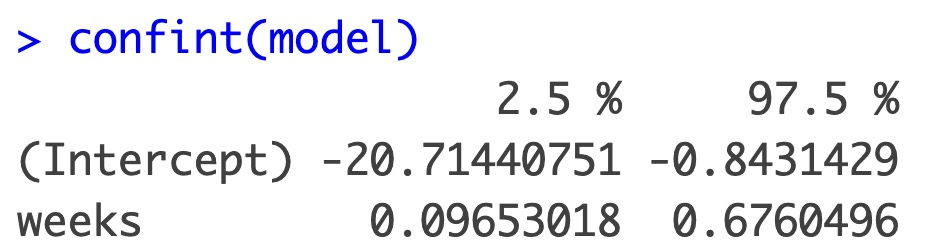 > confint(model)
2.5 % 97.5 %
(Intercept) -20.71440751 -0.8431429
weeks 0.09653018 0.6760496